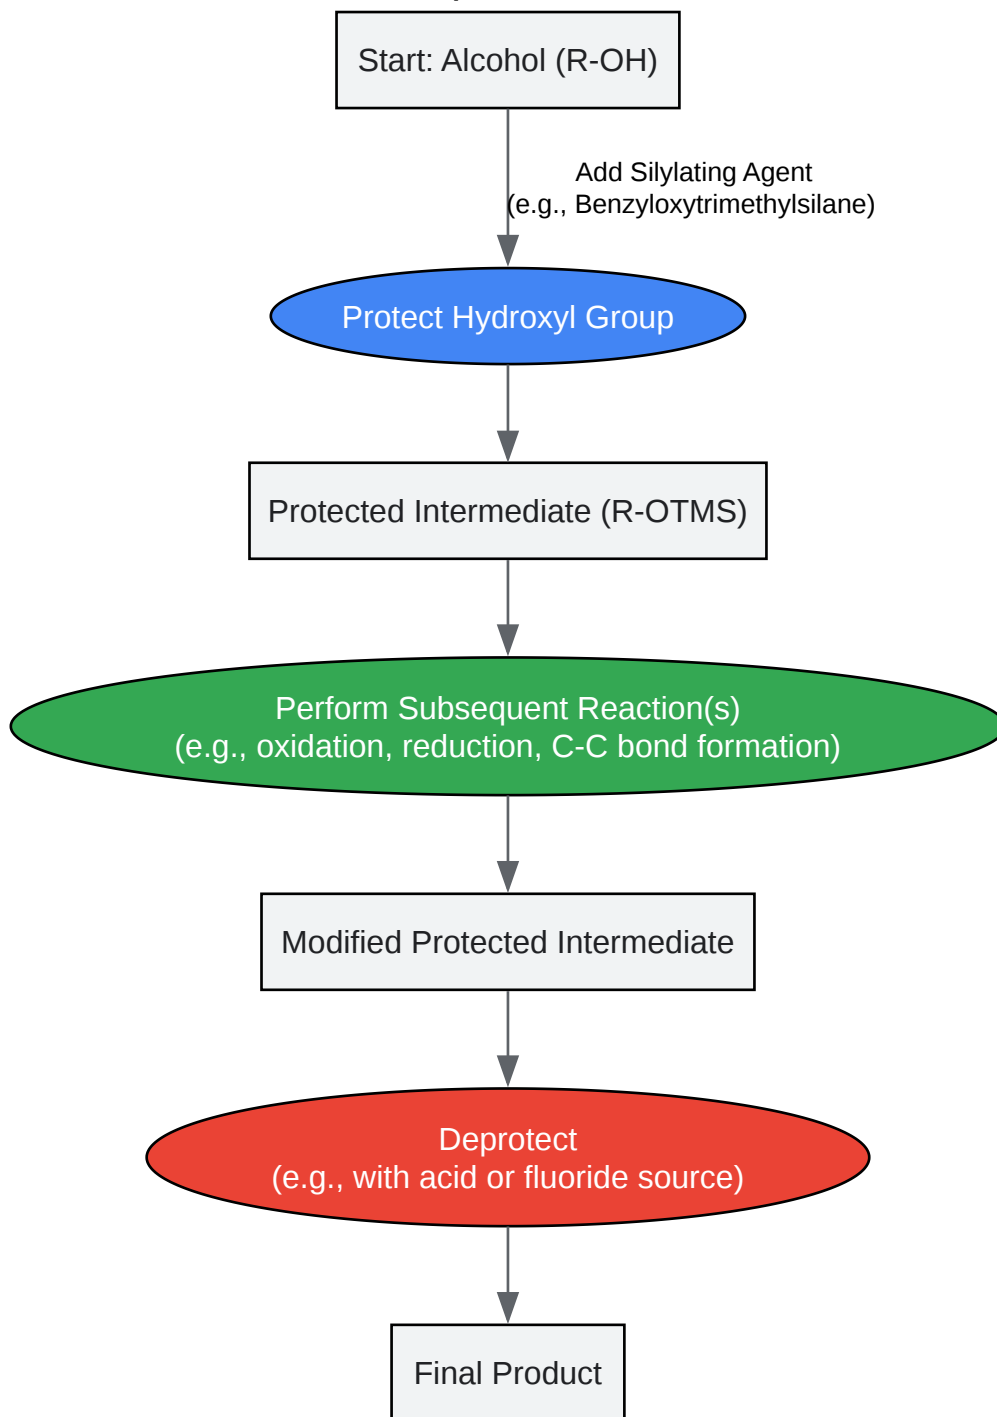 Start: Alcohol (R-OH)
Add Silylating Agent
(e.g., Benzyloxytrimethylsilane)
Protect Hydroxyl Group
Protected Intermediate (R-OTMS)
Perform Subsequent Reaction(s)
(e.g., oxidation, reduction, C-C bond formation)
Modified Protected Intermediate
Deprotect
(e.g., with acid or fluoride source)
Final Product